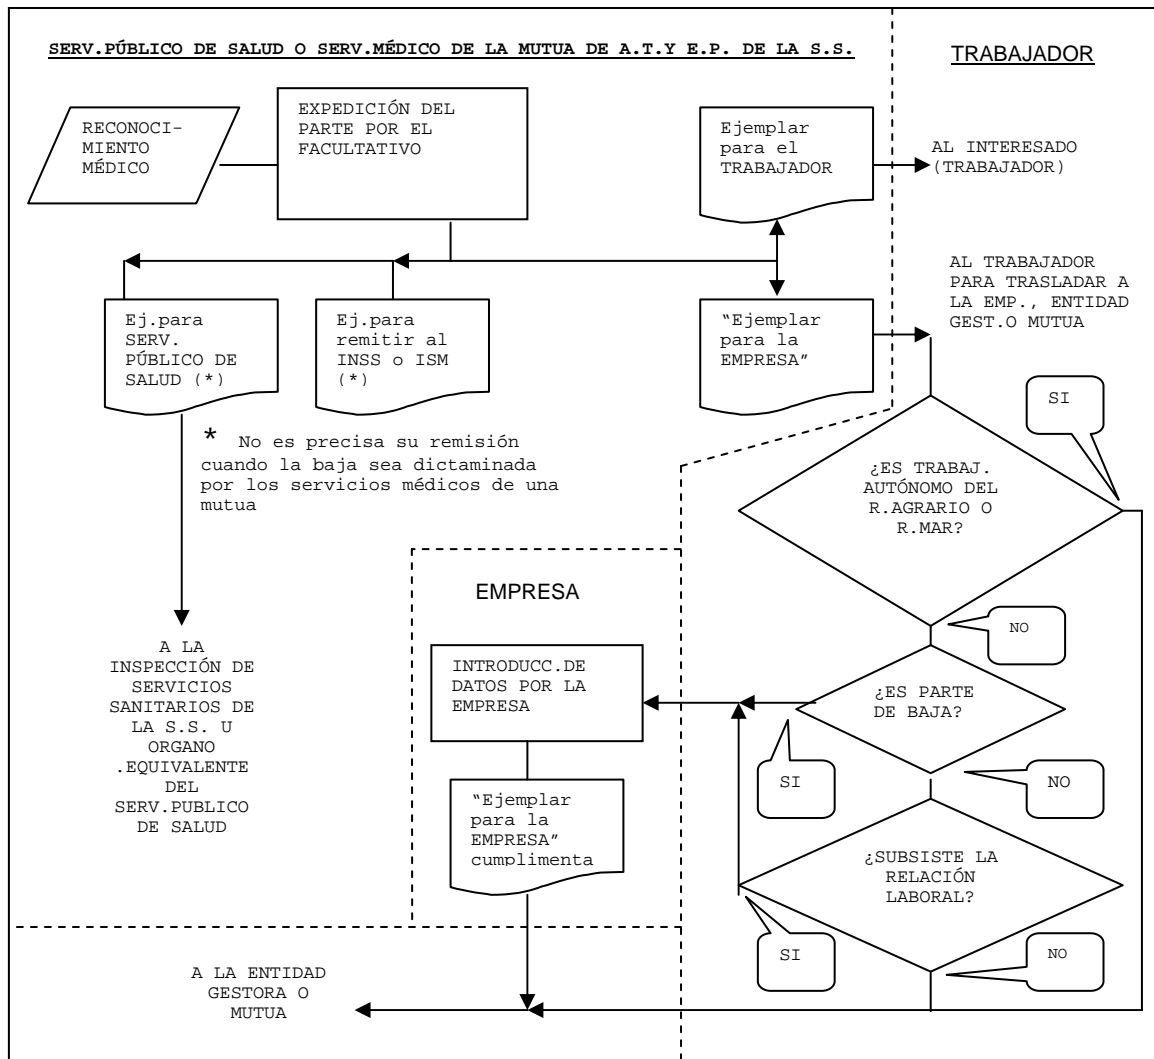 SERV.PÚBLICO DE SALUD O SERV.MÉDICO DE LA MUTUA DE A.T.Y E.P. DE LA S.S.
TRABAJADOR
RECONOCI-
MIENTO
MÉDICO
EXPEDICIÓN DEL
PARTE POR EL
FACULTATIVO
Ejemplar
para el
TRABAJADOR
AL INTERESADO
(TRABAJADOR)
Ej.para
SERV.
PÚBLICO DE
SALUD (*)
Ej.para
remitir al
INSS o ISM
(*)
“Ejemplar
para la
EMPRESA”
AL TRABAJADOR
PARA TRASLADAR A
LA EMP., ENTIDAD
GEST.O MUTUA
* No es precisa su remisión
cuando la baja sea dictaminada
por los servicios médicos de una
mutua
SI
¿ES TRABAJ.
AUTÓNOMO DEL
R.AGRARIO O
R.MAR?
NO
EMPRESA
A LA
INSPECCIÓN DE
SERVICIOS
SANITARIOS DE
LA S.S. U
ORGANO
.EQUIVALENTE
DEL
SERV.PUBLICO
DE SALUD
INTRODUCC.DE
DATOS POR LA
EMPRESA
¿ES PARTE
DE BAJA?
SI
NO
“Ejemplar
para la
EMPRESA”
cumplimenta
¿SUBSISTE LA
RELACIÓN
LABORAL?
SI
NO
A LA ENTIDAD
GESTORA O
MUTUA